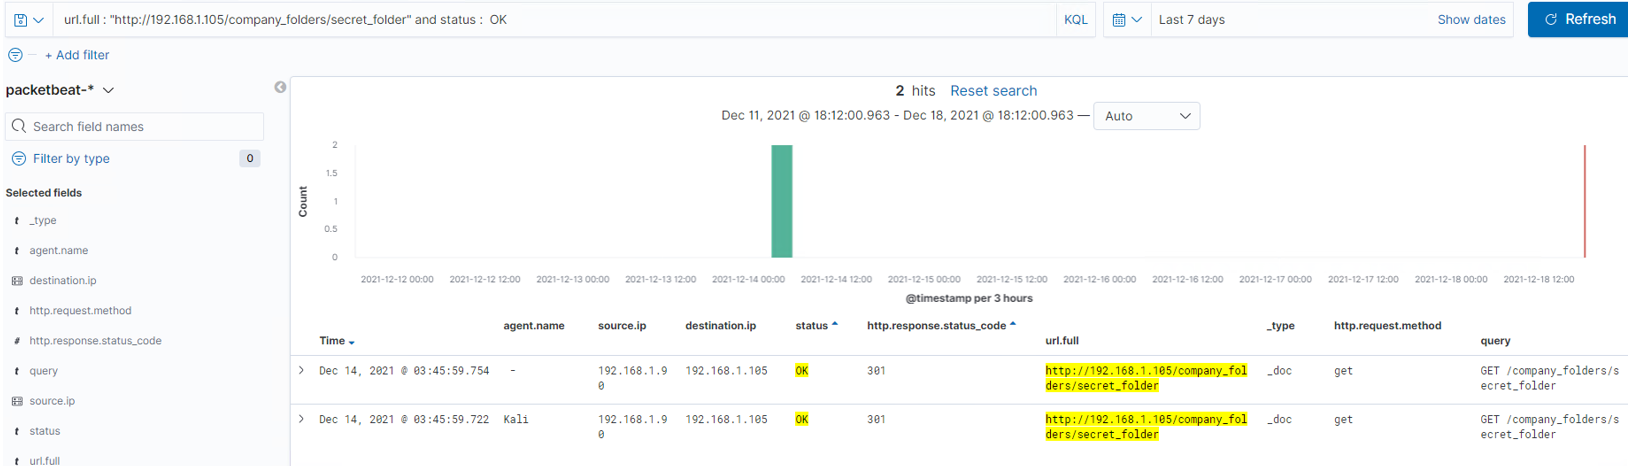 url.full : "http://192.168.1.105/company_folders/secret_folder" and status :  OK
KQL
Last 7 days
Show dates
Refresh
+ Add filter
packetbeat-*
Search field names
Filter by type
0
Selected fields
t _type
t agent.name
destination.ip
t http.request.method
# http.response.status_code
t query
source.ip
t status
t url.full
2 hits Reset search
Dec 11, 2021 @ 18:12:00.963 - Dec 18, 2021 @ 18:12:00.963 — Auto
Count
2
1.5
1
0.5
0
2021-12-12 00:00 2021-12-12 12:00 2021-12-13 00:00 2021-12-13 12:00 2021-12-14 00:00 2021-12-14 12:00 2021-12-15 00:00 2021-12-15 12:00 2021-12-16 00:00 2021-12-16 12:00 2021-12-17 00:00 2021-12-17 12:00 2021-12-18 00:00 2021-12-18 12:00
@timestamp per 3 hours
Time agent.name source.ip destination.ip status http.response.status_code url.full _type http.request.method query
Dec 14, 2021 @ 03:45:59.754 - 192.168.1.9 192.168.1.105 OK 301 http://192.168.1.105/company_fol _doc get GET /company_folders/s
0 ders/secret_folder ecret_folder
Dec 14, 2021 @ 03:45:59.722 Kali 192.168.1.9 192.168.1.105 OK 301 http://192.168.1.105/company_fol _doc get GET /company_folders/s
0 ders/secret_folder ecret_folder